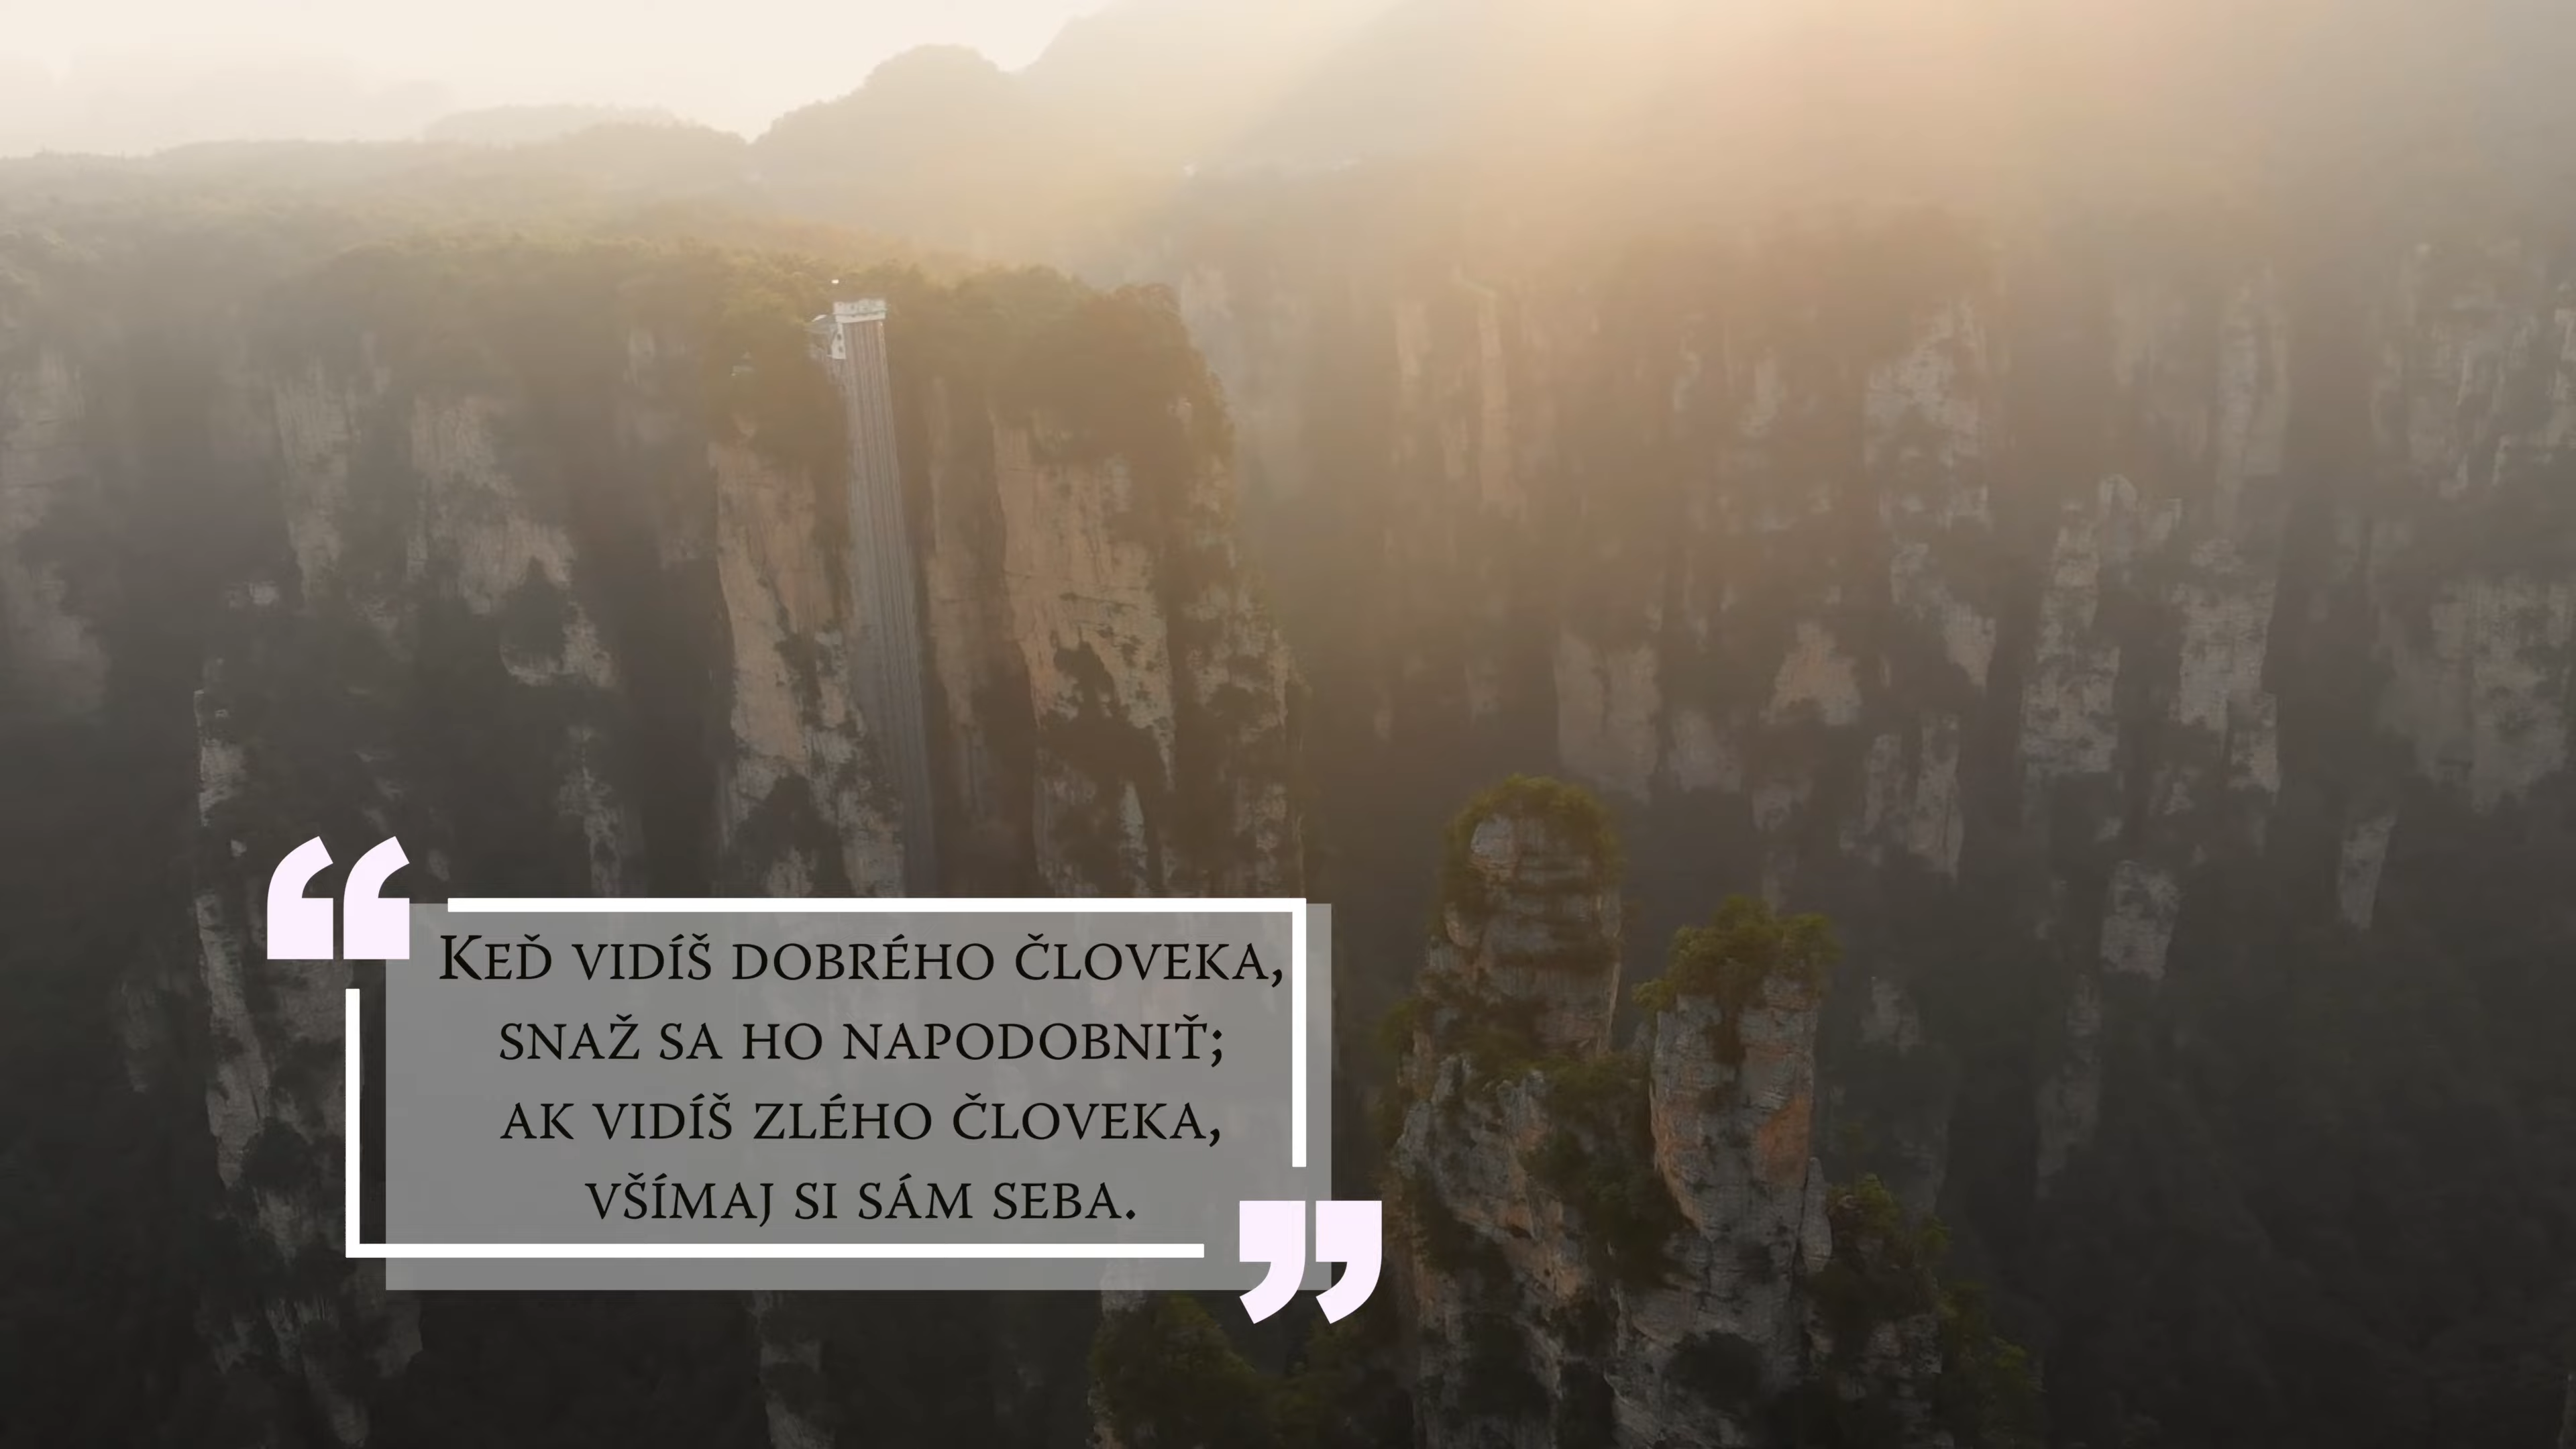 “
Keď vidíš dobrého človeka,
snaž sa ho napodobniť;
ak vidíš zlého človeka,
všímaj si sám seba.
”